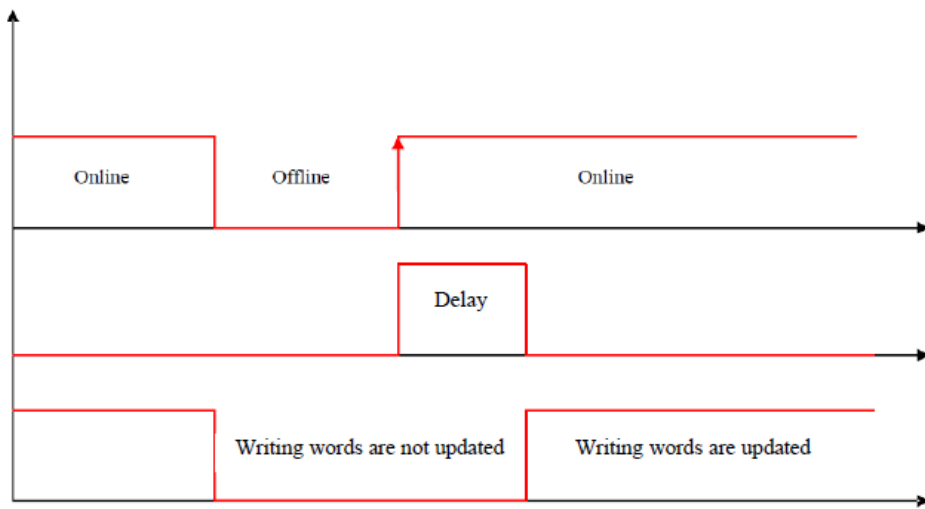 Online
Offline
Online
Delay
Writing words are not updated
Writing words are updated